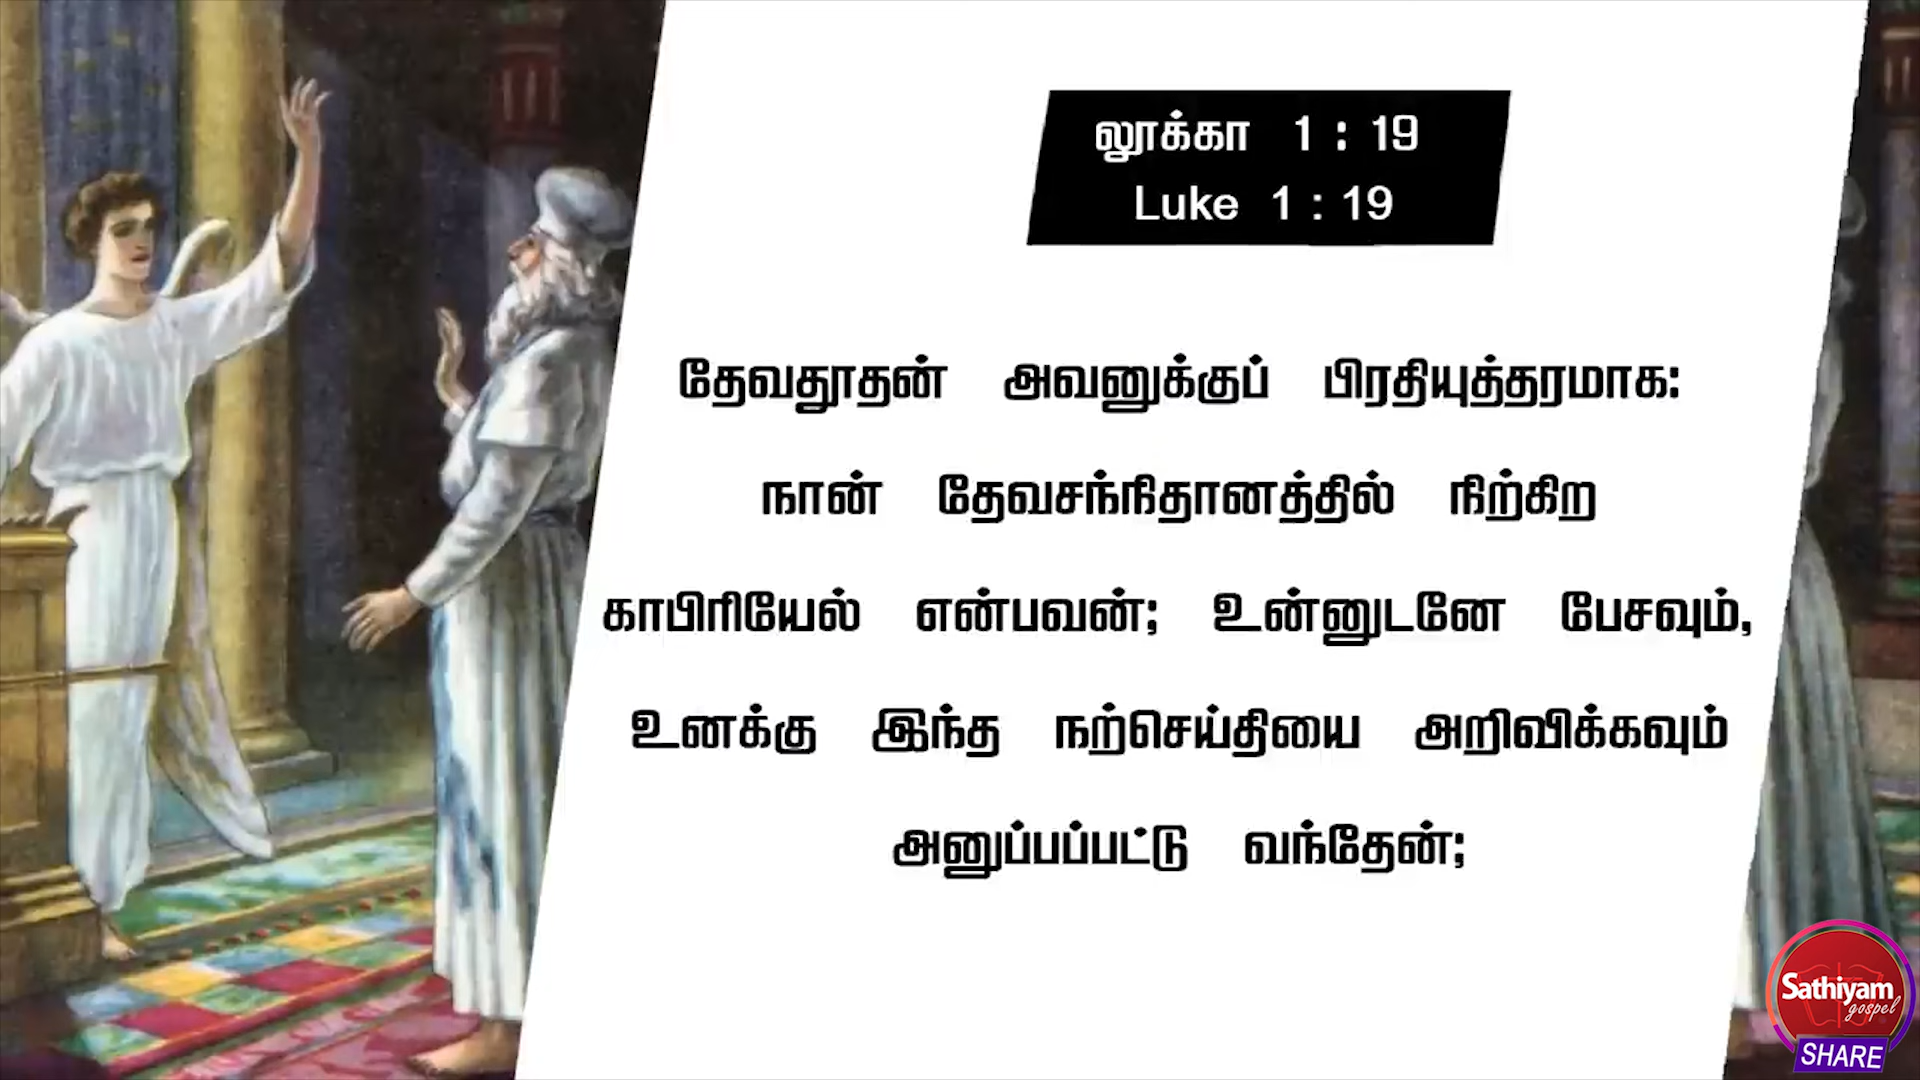 லூக்கா 1 : 19
Luke 1 : 19
தேவதூதன் அவனுக்குப் பிரதியுத்தரமாக:
நான் தேவசந்நிதானத்தில் நிற்கிற
காபிரியேல் என்பவன்; உன்னுடனே பேசவும்,
உனக்கு இந்த நற்செய்தியை அறிவிக்கவும்
அனுப்பப்பட்டு வந்தேன்;
Sathiyam
gospel
SHARE